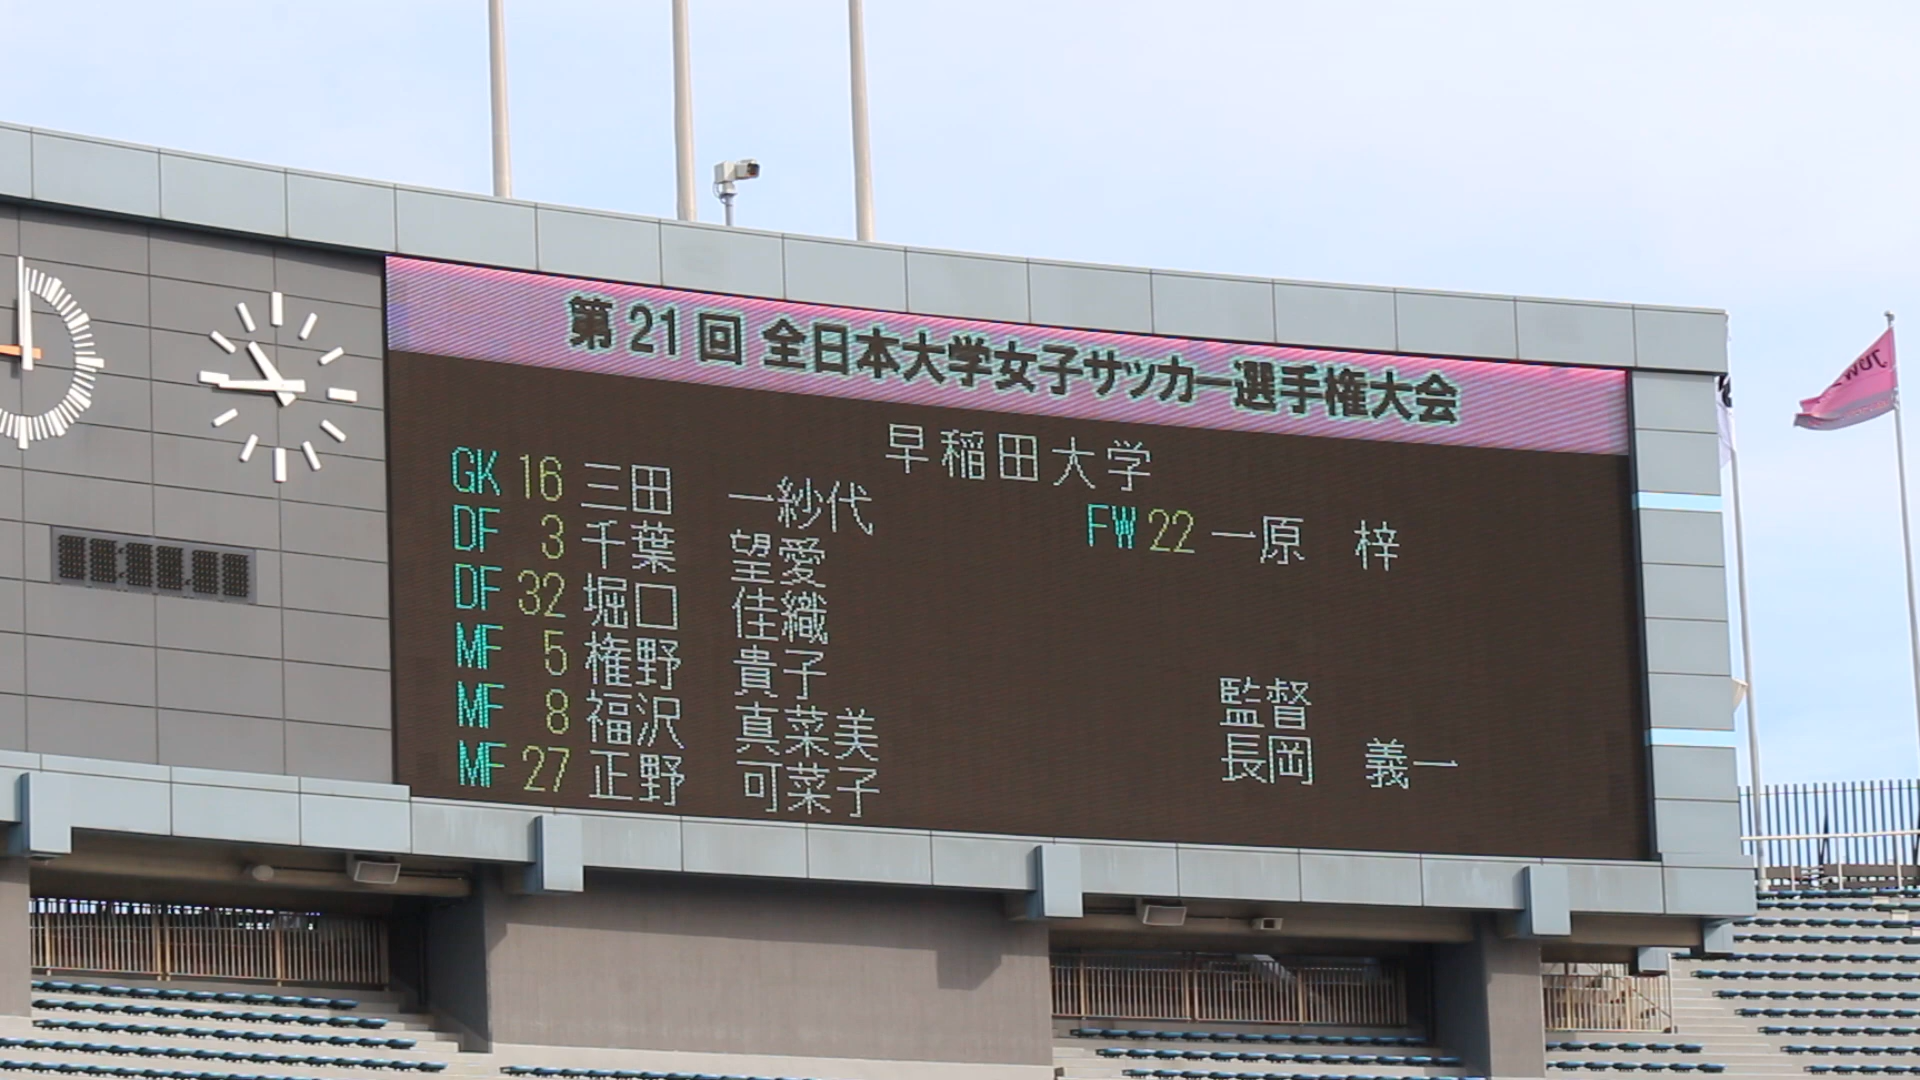 第21回 全日本大学女子サッカー選手権大会
早稲田大学
GK 16 三田 一紗代
DF 3 千葉 望愛
DF 32 堀口 佳織
MF 5 権野 貴子
MF 8 福沢 真菜美
MF 27 正野 可菜子
FW 22 一原 梓
監督
長岡 義一